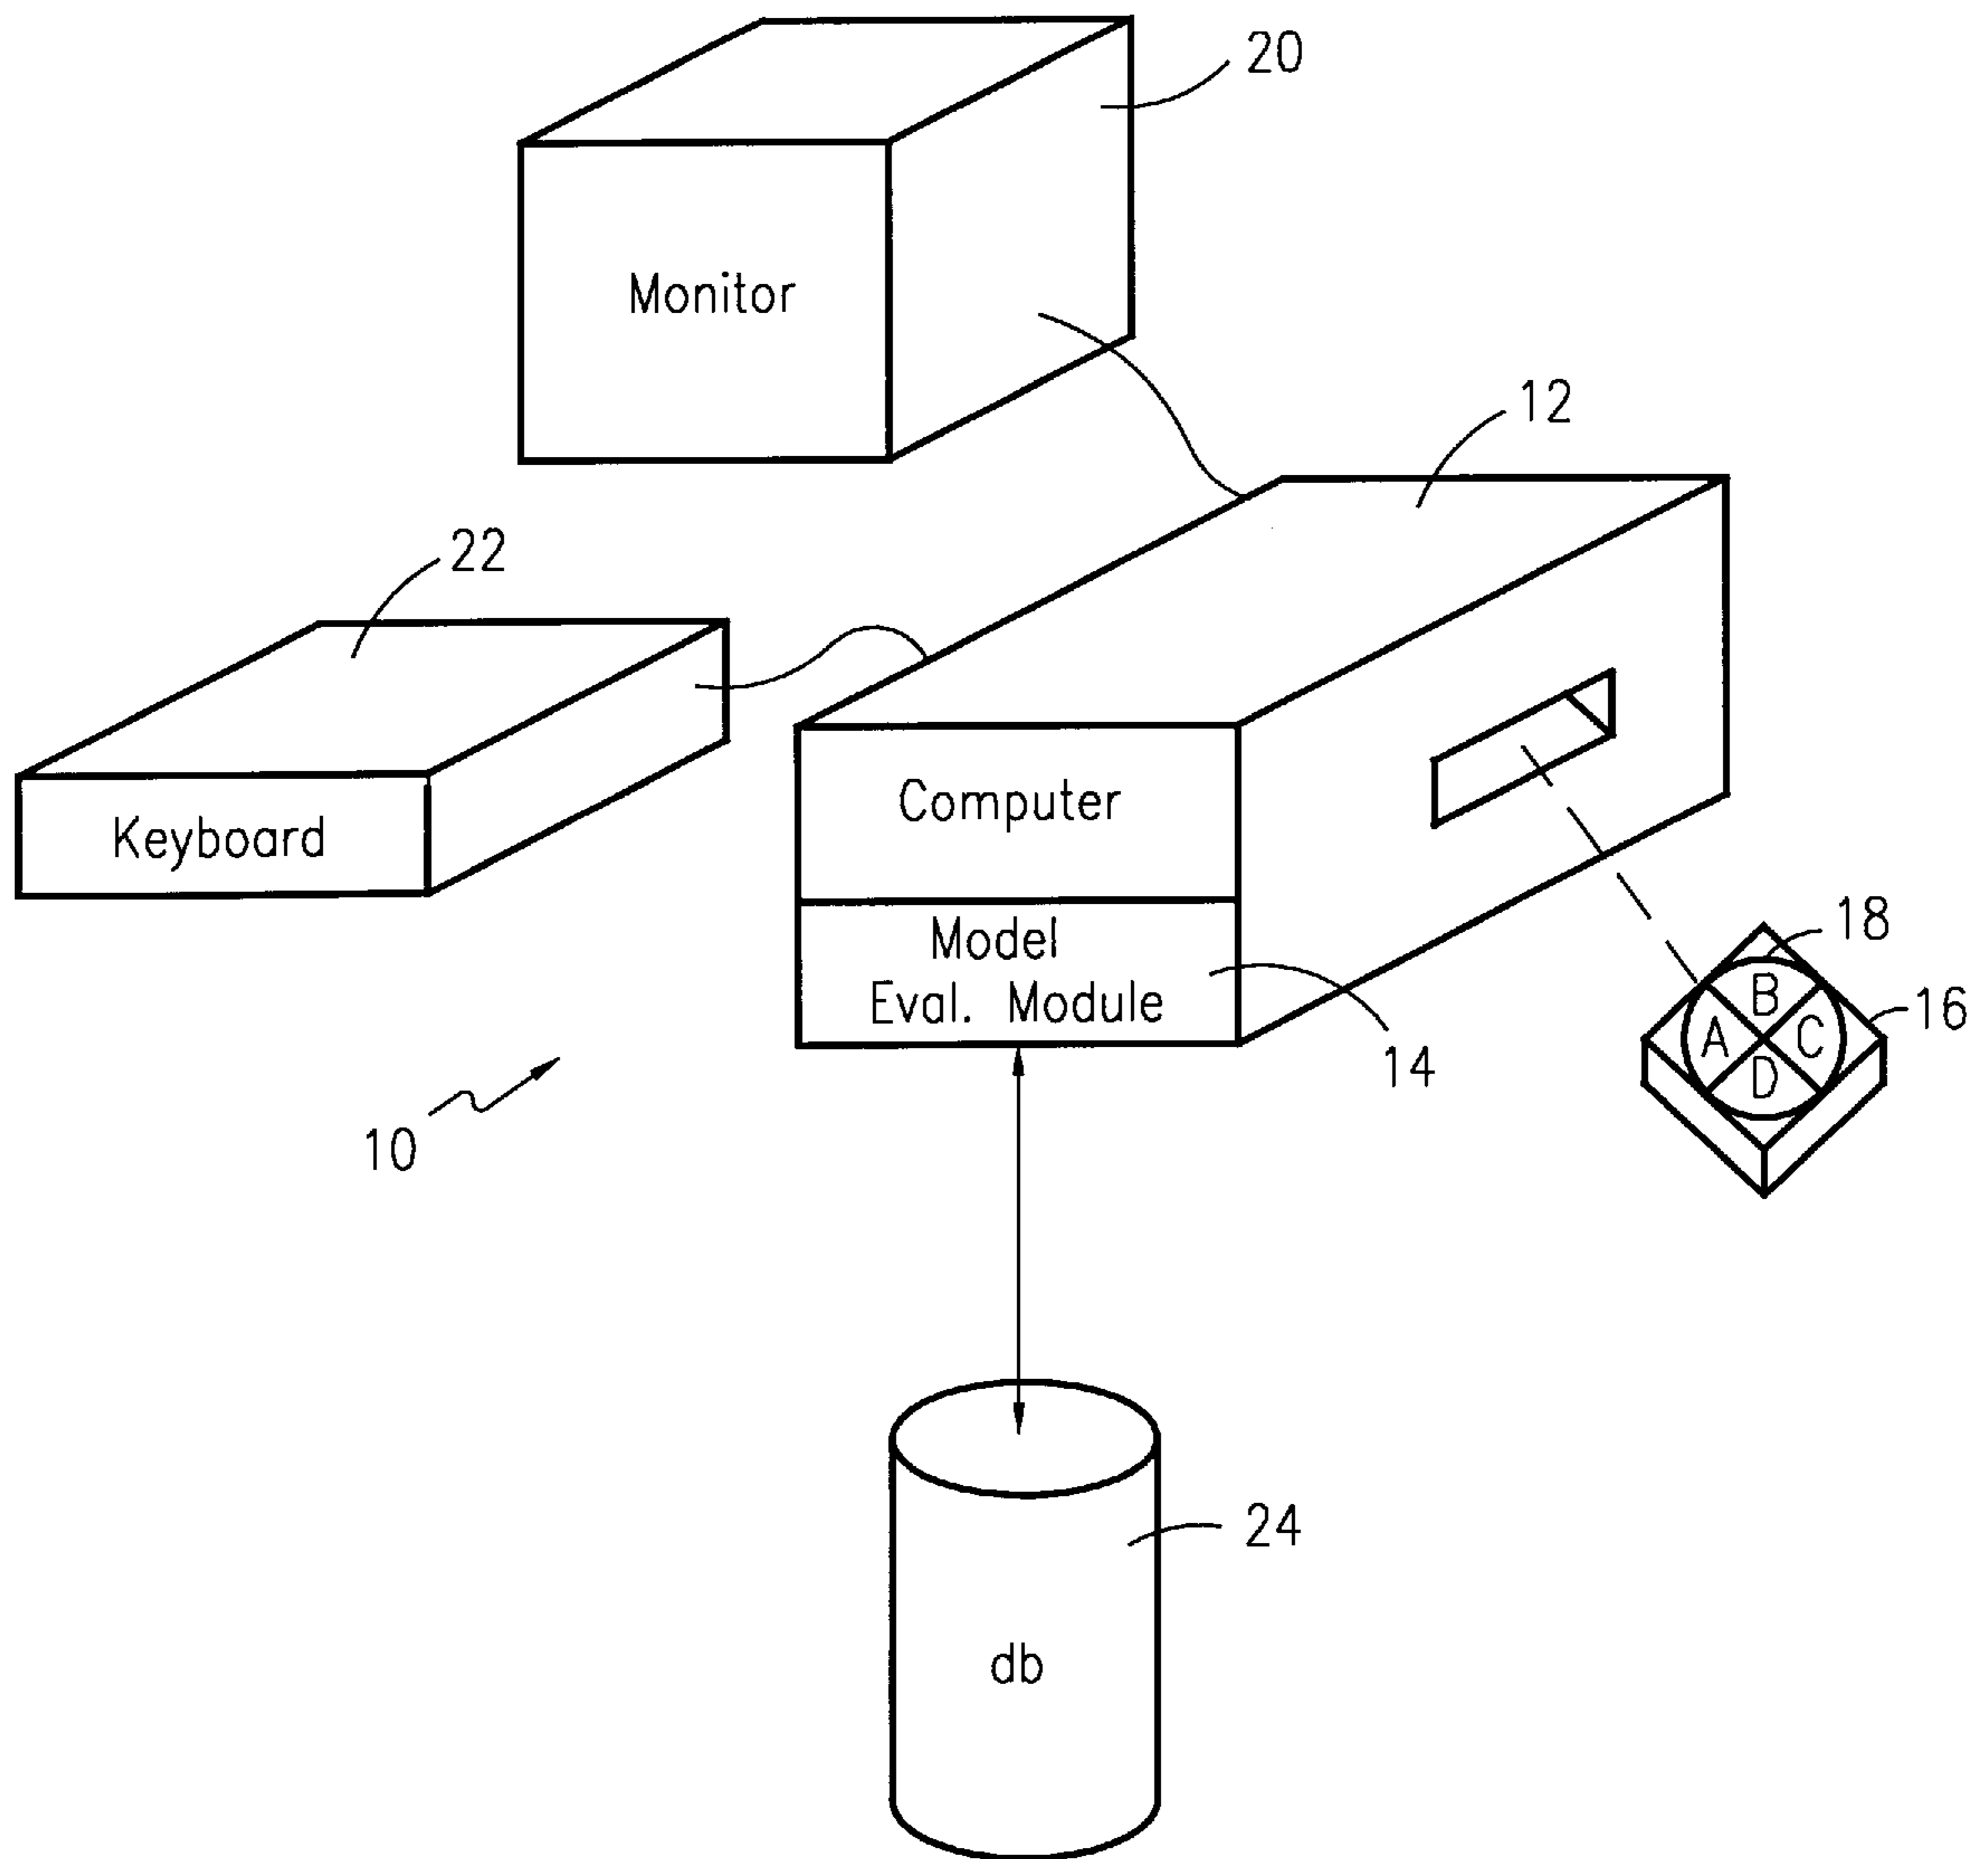 20
Monitor
12
22
Computer
Keyboard
Model
Eval. Module
18
B
16
A
C
D
14
10
24
db